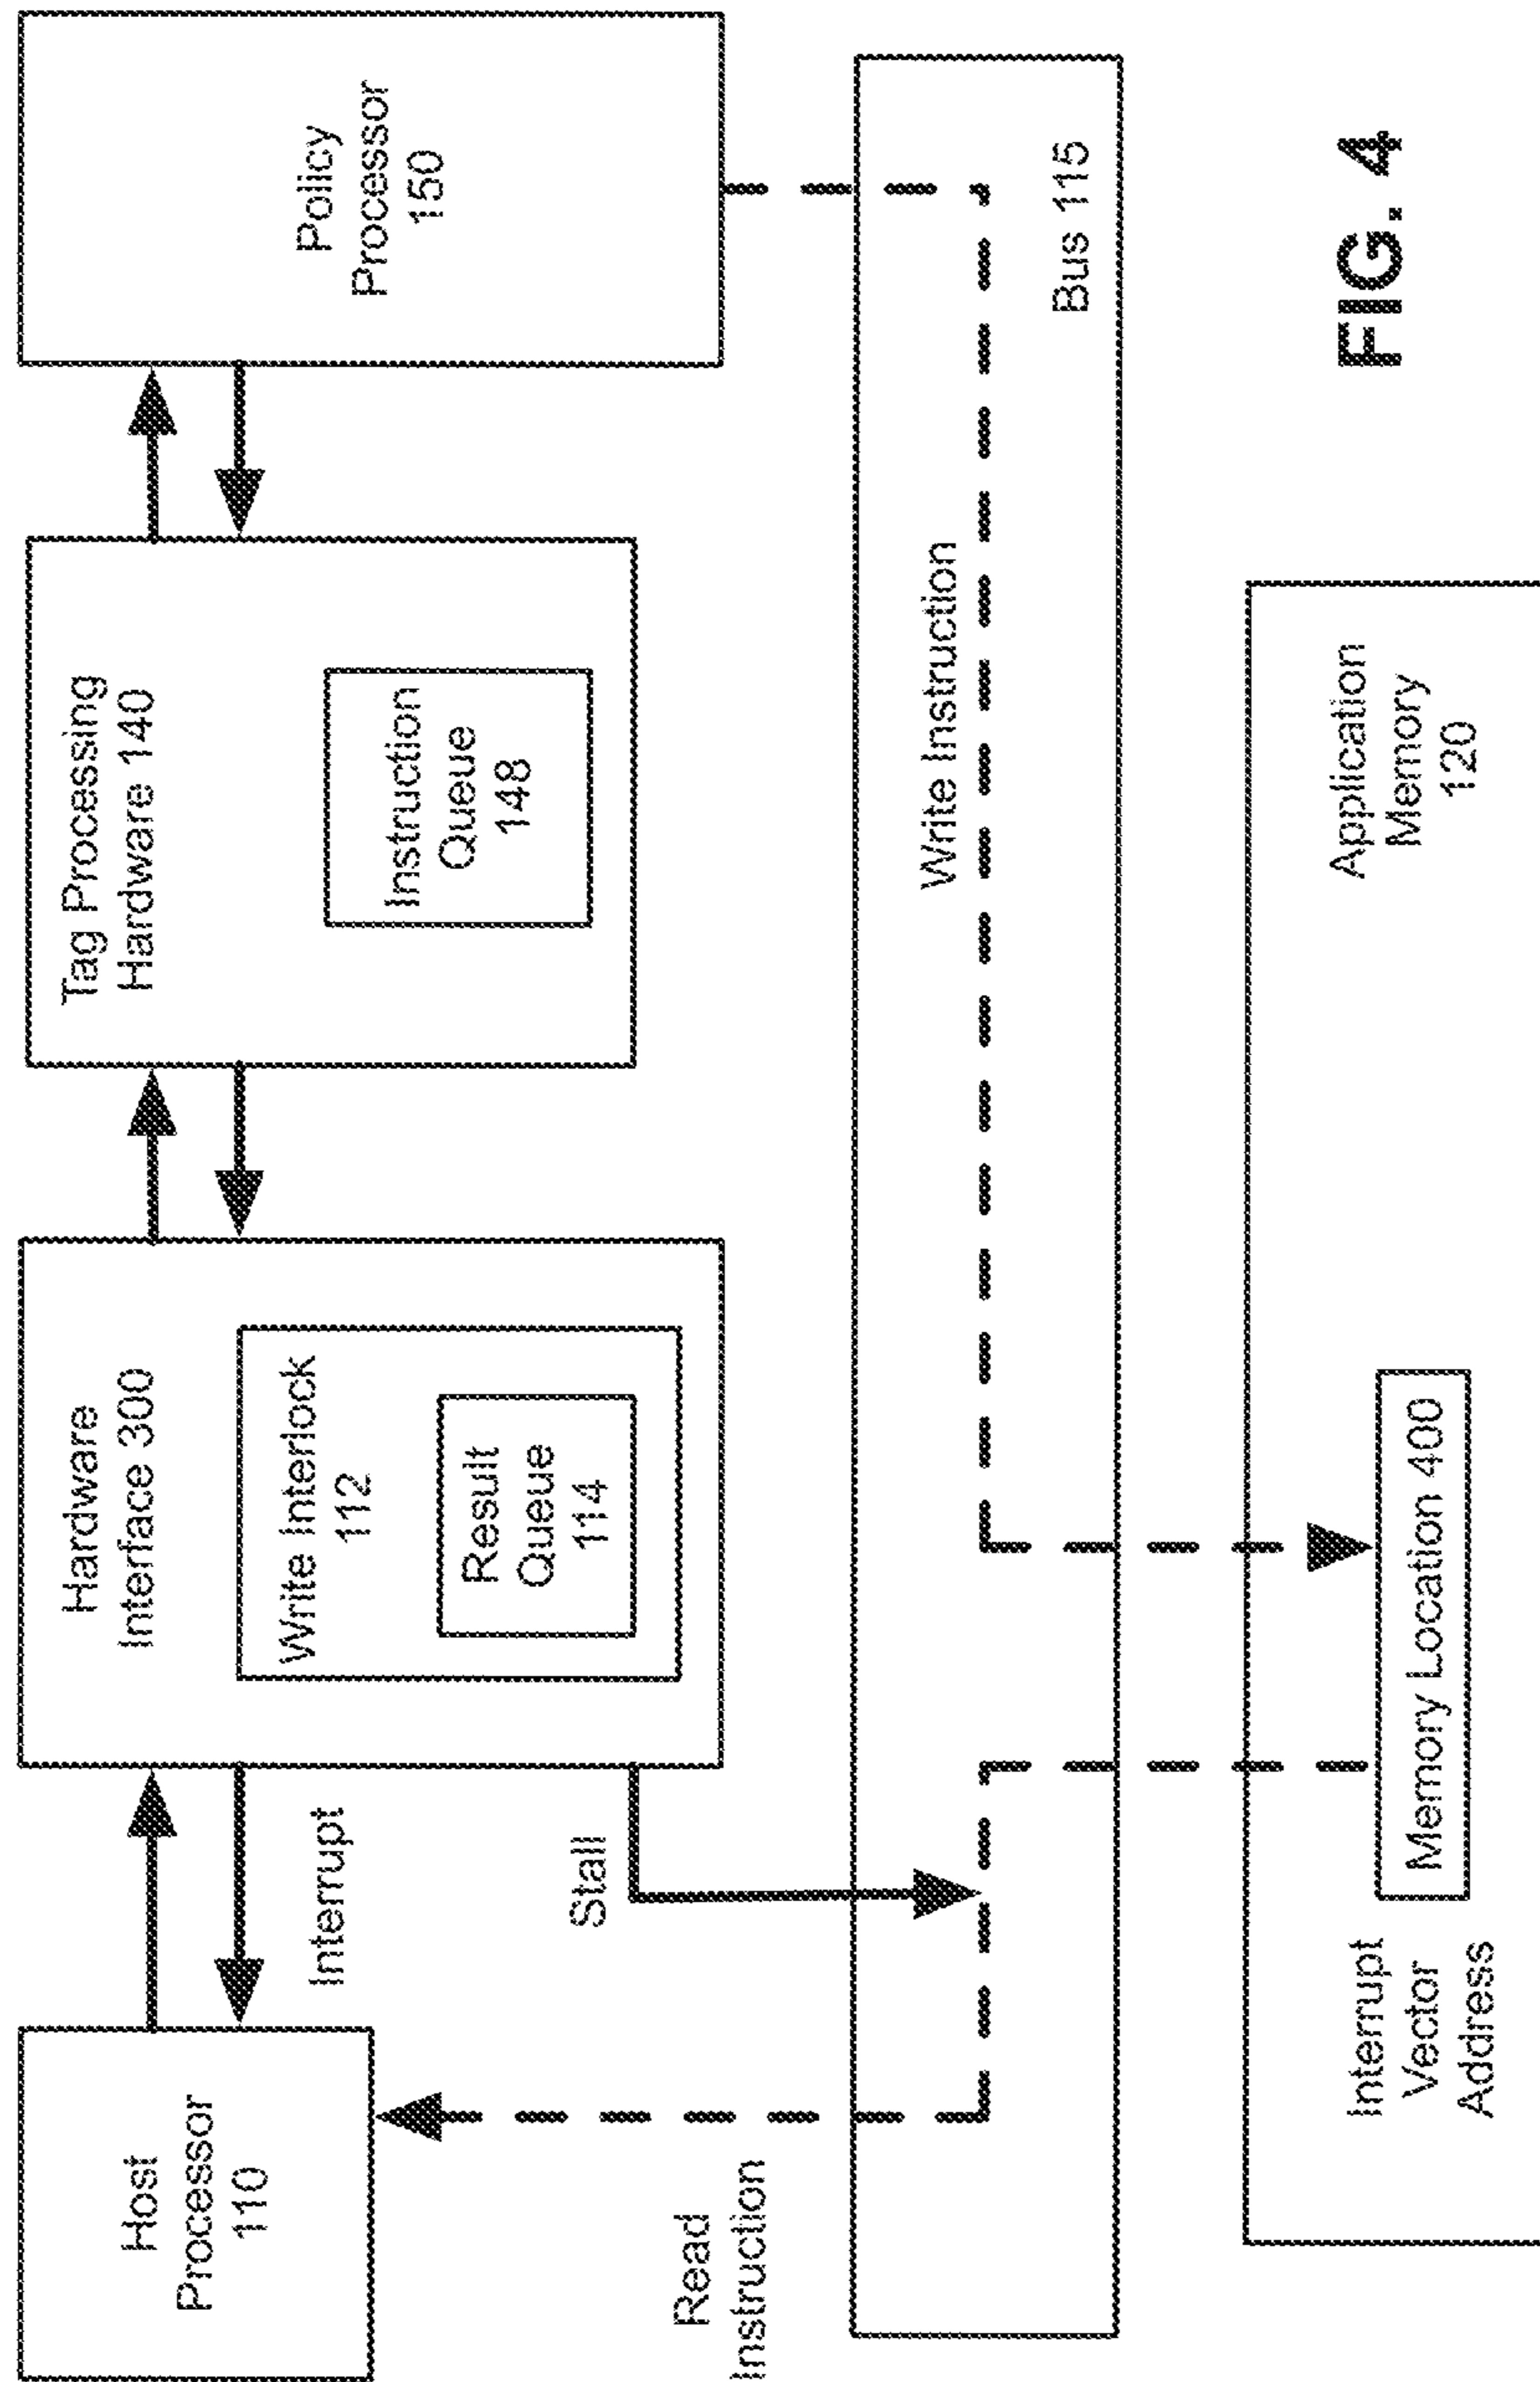 Host
Processor
110
Interrupt
Hardware
Interface 300
Write Interlock
112
Result
Queue
114
Tag Processing
Hardware 140
Instruction
Queue
148
Policy
Processor
150
Read
Instruction
Stall
Write Instruction
Bus 115
Interrupt
Vector
Address
Memory Location 400
Application
Memory
120
FIG. 4